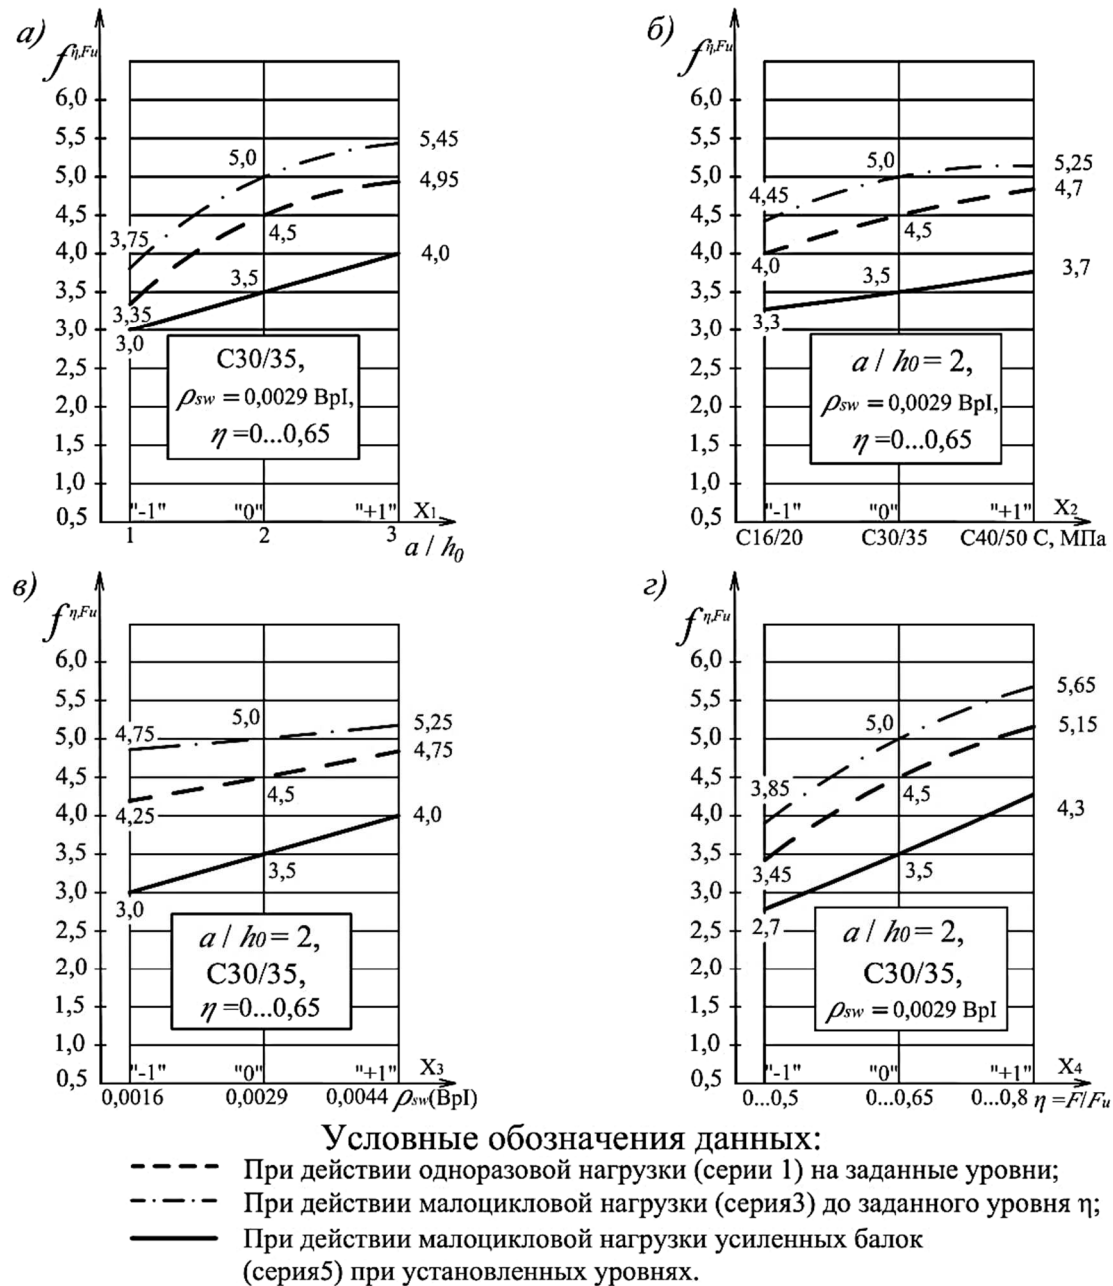 а)
f η,Fu
6,0
5,5
5,0
4,5
4,0
3,5
3,0
2,5
2,0
1,5
1,0
0,5
5,45
5,0
4,95
4,5
3,75
4,0
3,5
3,35
3,0
С30/35,
ρsw = 0,0029 ВрI,
η =0...0,65
"-1" "0" "+1" X1
1 2 3 a / h0
б)
f η,Fu
6,0
5,5
5,0
4,5
4,0
3,5
3,0
2,5
2,0
1,5
1,0
0,5
5,0
5,25
4,45
4,7
4,5
4,0
3,5
3,7
3,3
a / h0 = 2,
ρsw = 0,0029 ВрI,
η =0...0,65
"-1" "0" "+1" X2
С16/20 С30/35 С40/50 С, МПа
в)
f η,Fu
6,0
5,5
5,0
4,5
4,0
3,5
3,0
2,5
2,0
1,5
1,0
0,5
5,0
5,25
4,75
4,75
4,5
4,25
4,0
3,5
3,0
a / h0 = 2,
С30/35,
η =0...0,65
"-1" "0" "+1" X3
0,0016 0,0029 0,0044 ρsw(ВрI)
г)
f η,Fu
6,0
5,5
5,0
4,5
4,0
3,5
3,0
2,5
2,0
1,5
1,0
0,5
5,65
5,0
5,15
3,85
4,5
4,3
3,45
3,5
2,7
a / h0 = 2,
С30/35,
ρsw = 0,0029 ВрI
"-1" "0" "+1" X4
0...0,5 0...0,65 0...0,8 η =F/Fu
Условные обозначения данных:
При действии одноразовой нагрузки (серии 1) на заданные уровни;
При действии малоцикловой нагрузки (серия3) до заданного уровня η;
При действии малоцикловой нагрузки усиленных балок
(серия5) при установленных уровнях.